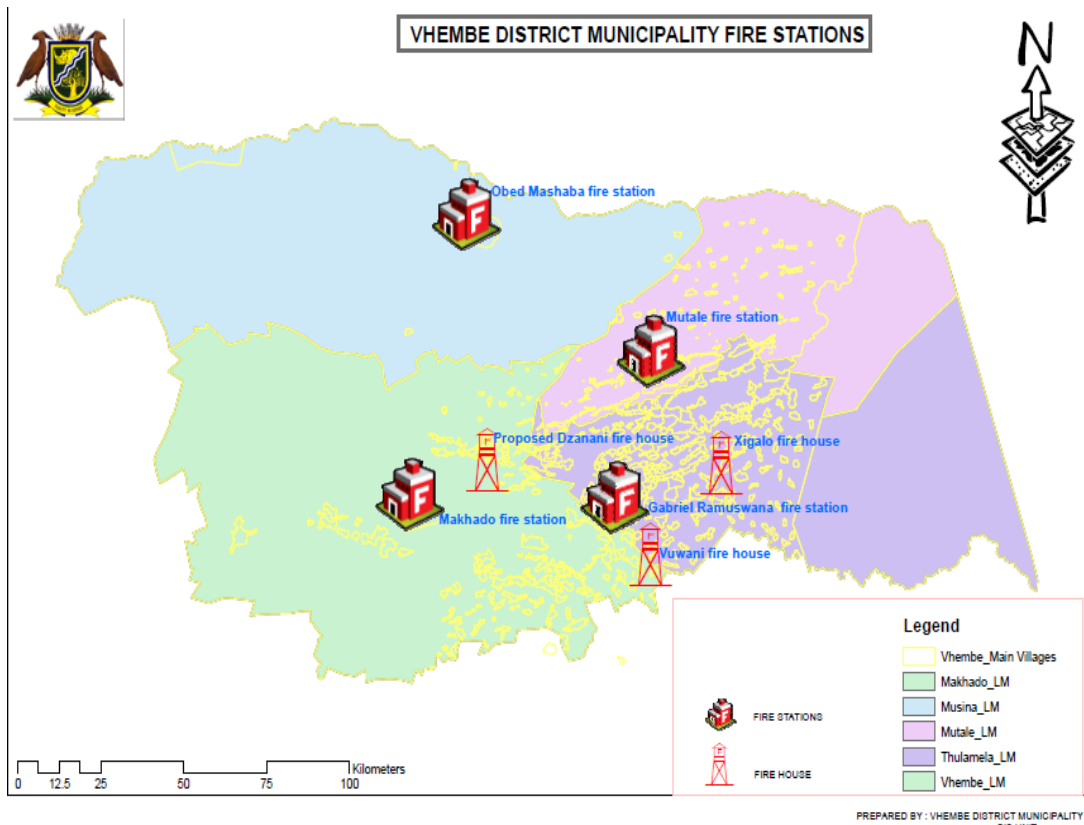 VHEMBE DISTRICT MUNICIPALITY FIRE STATIONS
N
Obed Mashaba fire station
F
Mutale fire station
F
Proposed Dzanani fire house
F
Xigalo fire house
F
Makhado fire station
F
Gabriel Ramuswana fire station
F
Vuwani fire house
F
Legend
Vhembe_Main Villages
Makhado_LM
Musina_LM
Mutale_LM
Thulamela_LM
Vhembe_LM
F
FIRE STATIONS
F
FIRE HOUSE
Kilometers
0 12.5 25 50 75 100
PREPARED BY : VHEMBE DISTRICT MUNICIPALITY